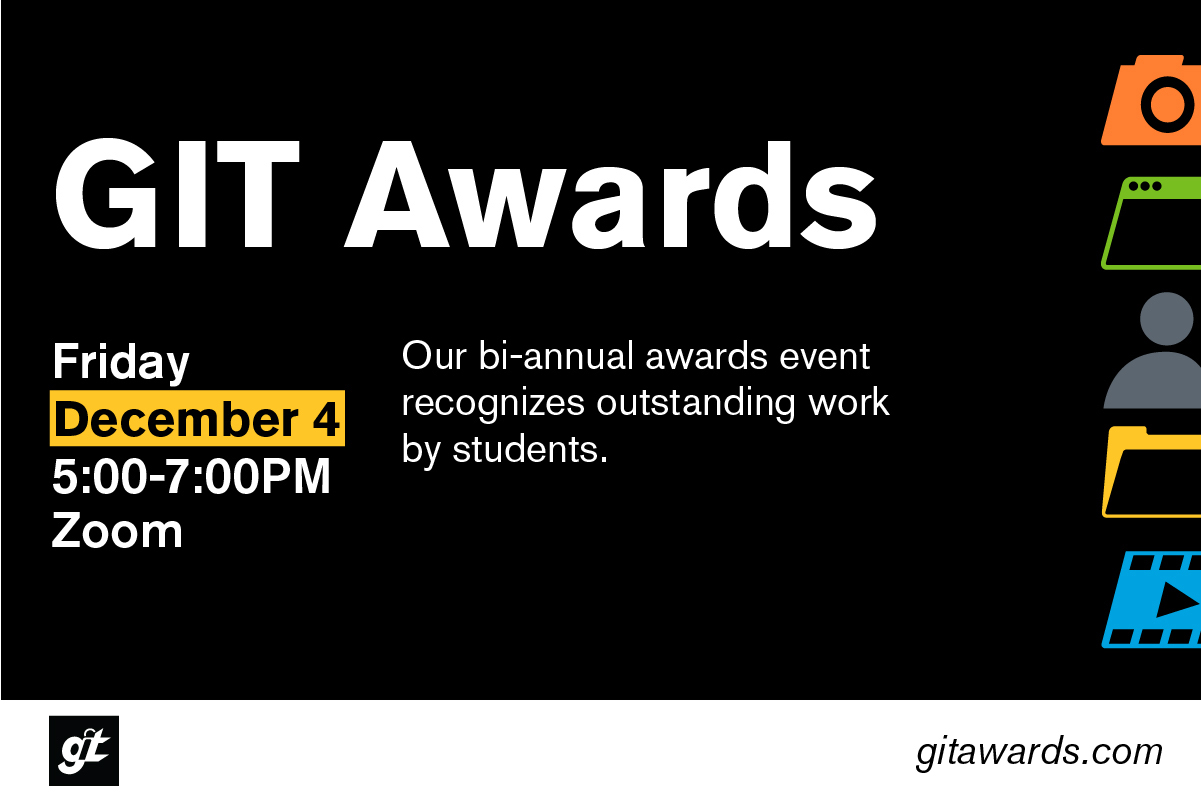 GIT Awards
Friday
December 4
5:00-7:00PM
Zoom
Our bi-annual awards event
recognizes outstanding work
by students.
gt
gitawards.com